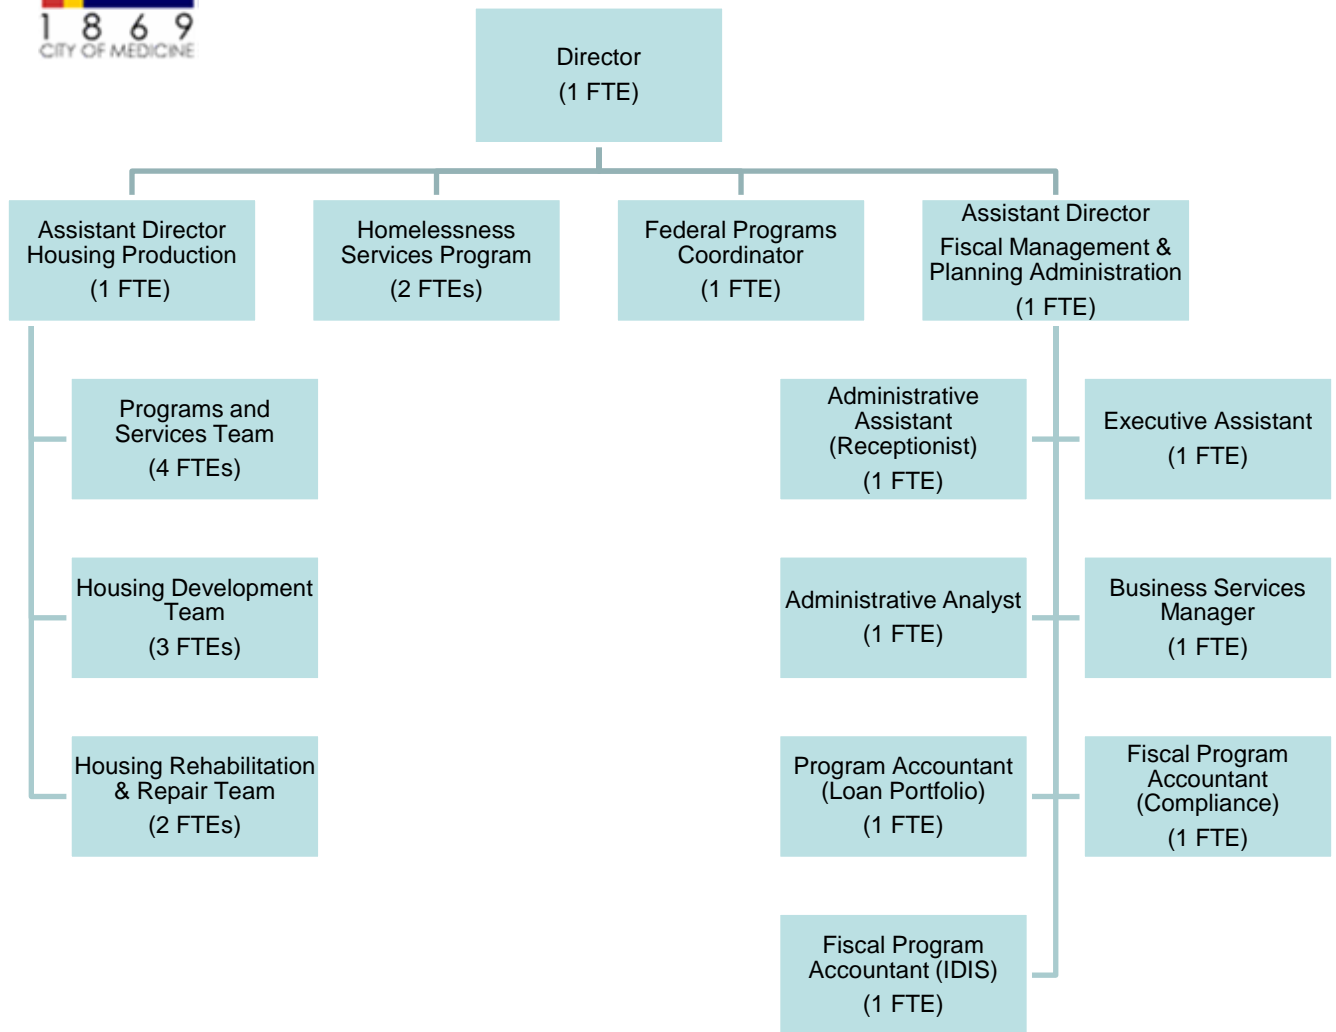 1 8 6 9
CITY OF MEDICINE
Director
(1 FTE)
Assistant Director
Housing Production
(1 FTE)
Homelessness
Services Program
(2 FTEs)
Federal Programs
Coordinator
(1 FTE)
Assistant Director
Fiscal Management &
Planning Administration
(1 FTE)
Programs and
Services Team
(4 FTEs)
Housing Development
Team
(3 FTEs)
Housing Rehabilitation
& Repair Team
(2 FTEs)
Administrative
Assistant
(Receptionist)
(1 FTE)
Executive Assistant
(1 FTE)
Administrative Analyst
(1 FTE)
Business Services
Manager
(1 FTE)
Program Accountant
(Loan Portfolio)
(1 FTE)
Fiscal Program
Accountant
(Compliance)
(1 FTE)
Fiscal Program
Accountant (IDIS)
(1 FTE)